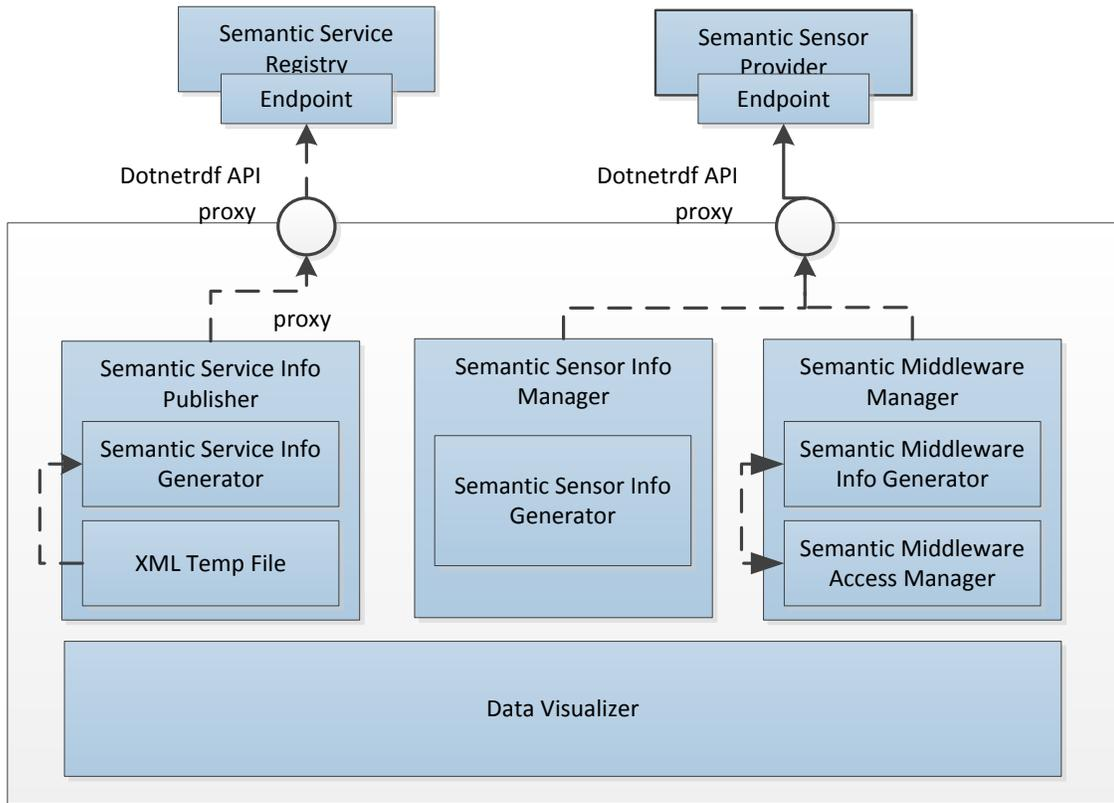 Semantic Service
Registry
Endpoint
Semantic Sensor
Provider
Endpoint
Dotnetrdf API
proxy
Dotnetrdf API
proxy
proxy
Semantic Service Info
Publisher
Semantic Service Info
Generator
XML Temp File
Semantic Sensor Info
Manager
Semantic Sensor Info
Generator
Semantic Middleware
Manager
Semantic Middleware
Info Generator
Semantic Middleware
Access Manager
Data Visualizer